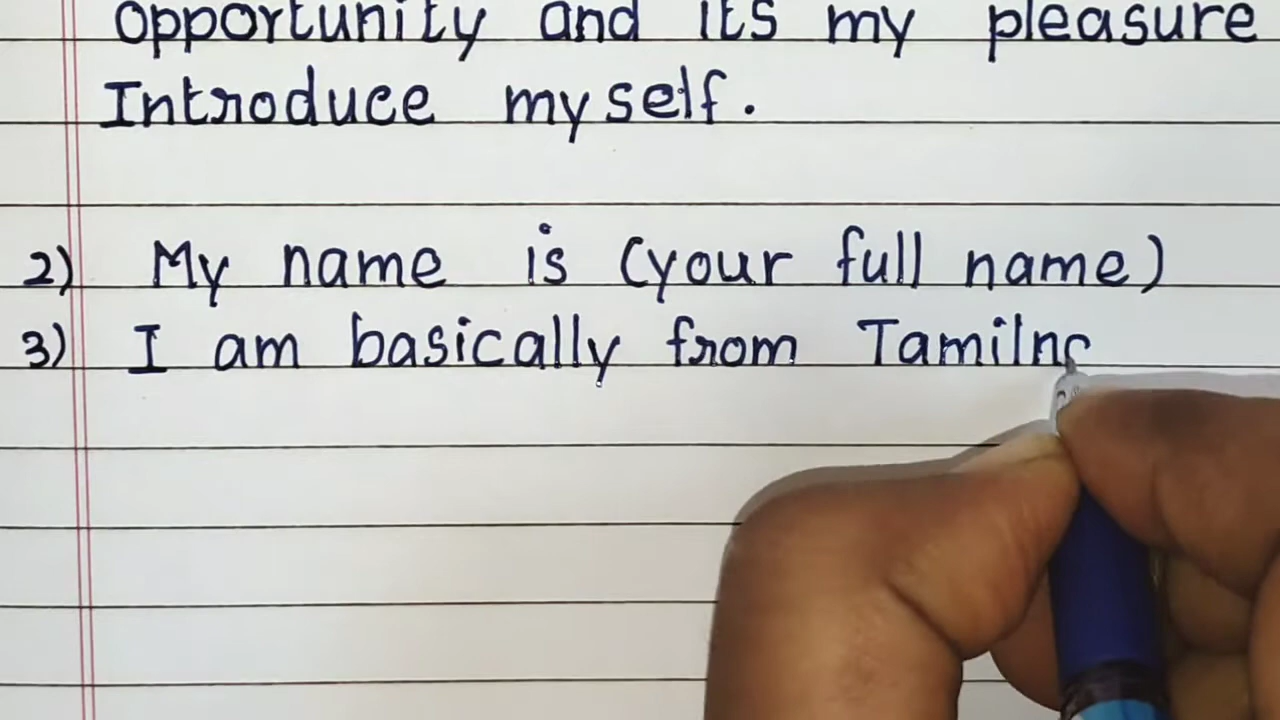 Opportunity and its my pleasure
Introduce myself.
2) My name is (your full name)
3) I am basically from Tamilna